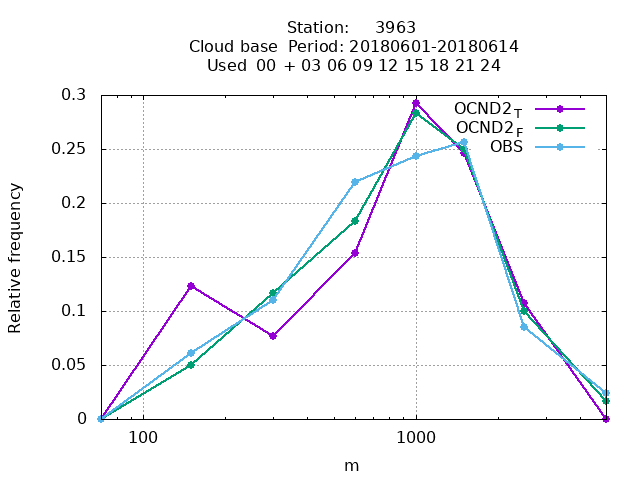 Station: 3963
Cloud base Period: 20180601-20180614
Used 00 + 03 06 09 12 15 18 21 24
0.3
0.25
0.2
0.15
0.1
0.05
0
100
1000
m
Relative frequency
OCND2T
OCND2F
OBS